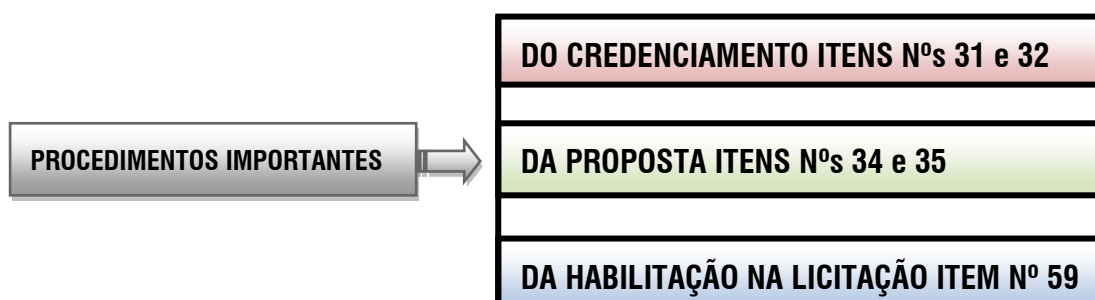 DO CREDENCIAMENTO ITENS Nºs 31 e 32
PROCEDIMENTOS IMPORTANTES
DA PROPOSTA ITENS Nºs 34 e 35
DA HABILITAÇÃO NA LICITAÇÃO ITEM Nº 59